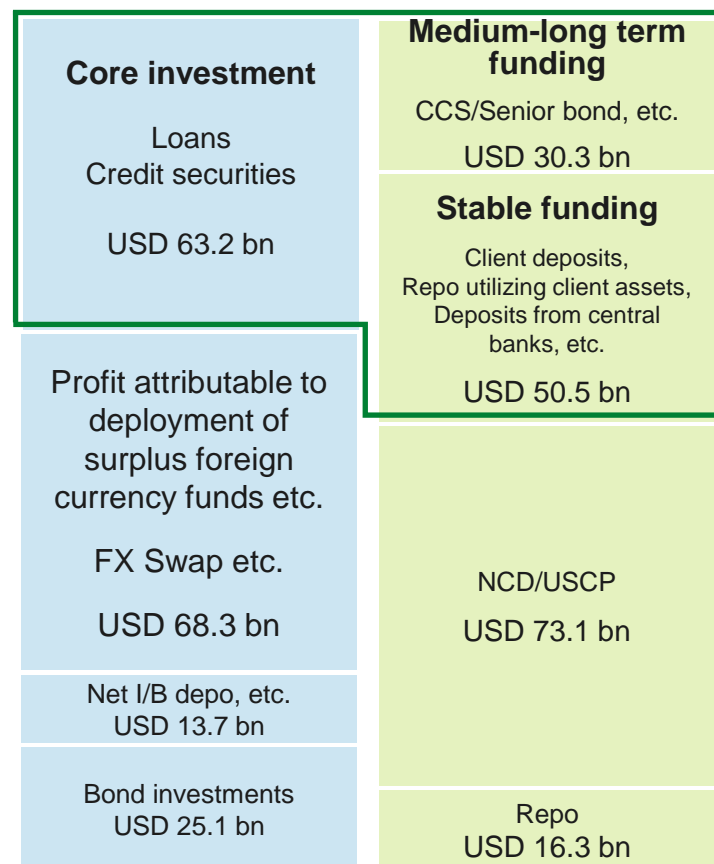 Core investment
Loans
Credit securities
USD 63.2 bn
Profit attributable to
deployment of
surplus foreign
currency funds etc.
FX Swap etc.
USD 68.3 bn
Net I/B depo, etc.
USD 13.7 bn
Bond investments
USD 25.1 bn
Medium-long term
funding
CCS/Senior bond, etc.
USD 30.3 bn
Stable funding
Client deposits,
Repo utilizing client assets,
Deposits from central
banks, etc.
USD 50.5 bn
NCD/USCP
USD 73.1 bn
Repo
USD 16.3 bn